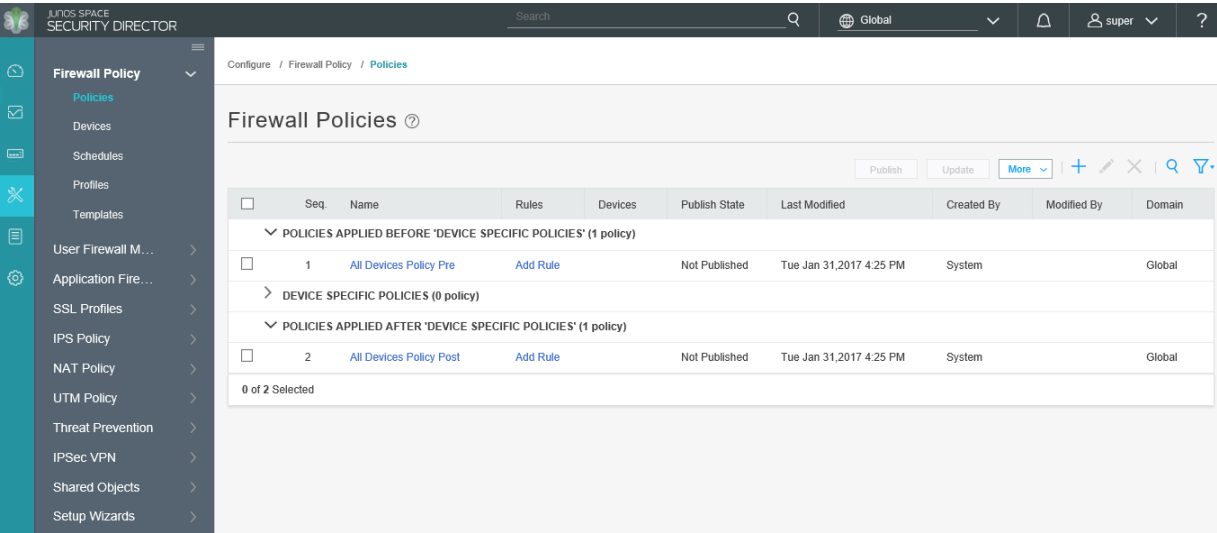 JUNOS SPACE
SECURITY DIRECTOR
Search
Global
super
?
Firewall Policy
Policies
Devices
Schedules
Profiles
Templates
User Firewall M...
Application Fire...
SSL Profiles
IPS Policy
NAT Policy
UTM Policy
Threat Prevention
IPSec VPN
Shared Objects
Setup Wizards
Configure / Firewall Policy / Policies
Firewall Policies ?
Publish Update More
Seq. Name Rules Devices Publish State Last Modified Created By Modified By Domain
POLICIES APPLIED BEFORE 'DEVICE SPECIFIC POLICIES' (1 policy)
1 All Devices Policy Pre Add Rule Not Published Tue Jan 31,2017 4:25 PM System Global
DEVICE SPECIFIC POLICIES (0 policy)
POLICIES APPLIED AFTER 'DEVICE SPECIFIC POLICIES' (1 policy)
2 All Devices Policy Post Add Rule Not Published Tue Jan 31,2017 4:25 PM System Global
0 of 2 Selected